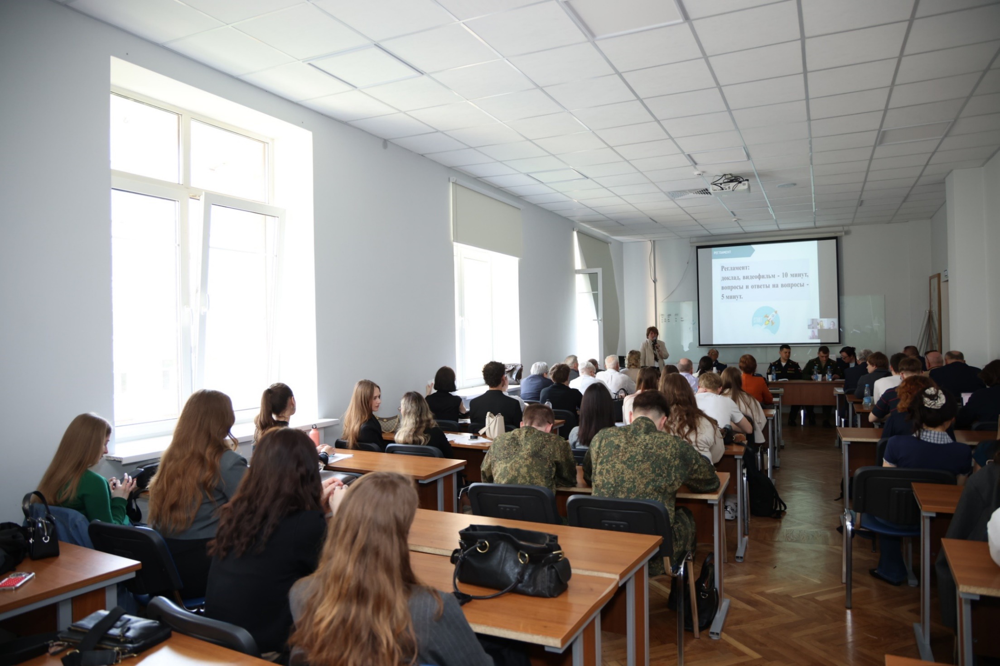 РЕГЛАМЕНТ
Регламент:
доклад, видеофильм - 10 минут,
вопросы и ответы на вопросы -
5 минут.